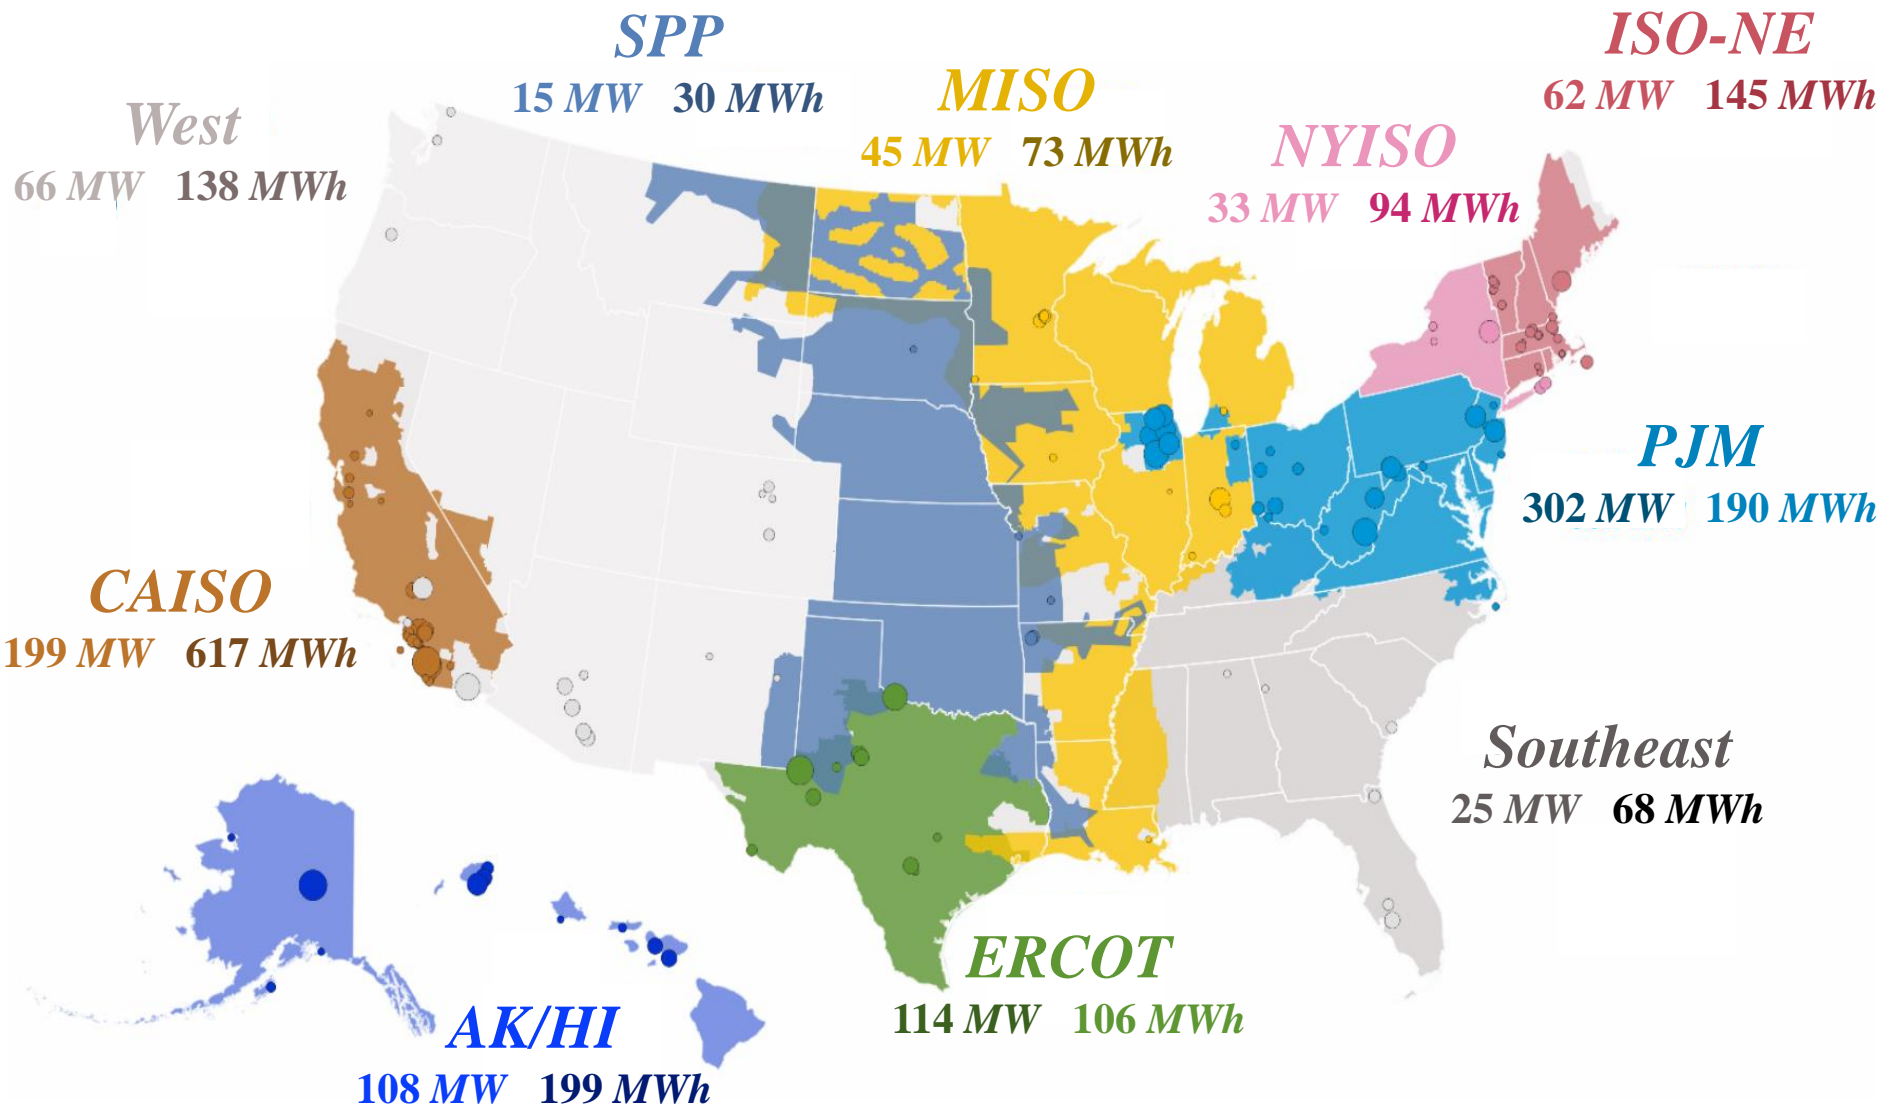 SPP
15 MW 30 MWh
ISO-NE
62 MW 145 MWh
MISO
45 MW 73 MWh
West
66 MW 138 MWh
NYISO
33 MW 94 MWh
PJM
302 MW 190 MWh
CAISO
199 MW 617 MWh
Southeast
25 MW 68 MWh
ERCOT
114 MW 106 MWh
AK/HI
108 MW 199 MWh